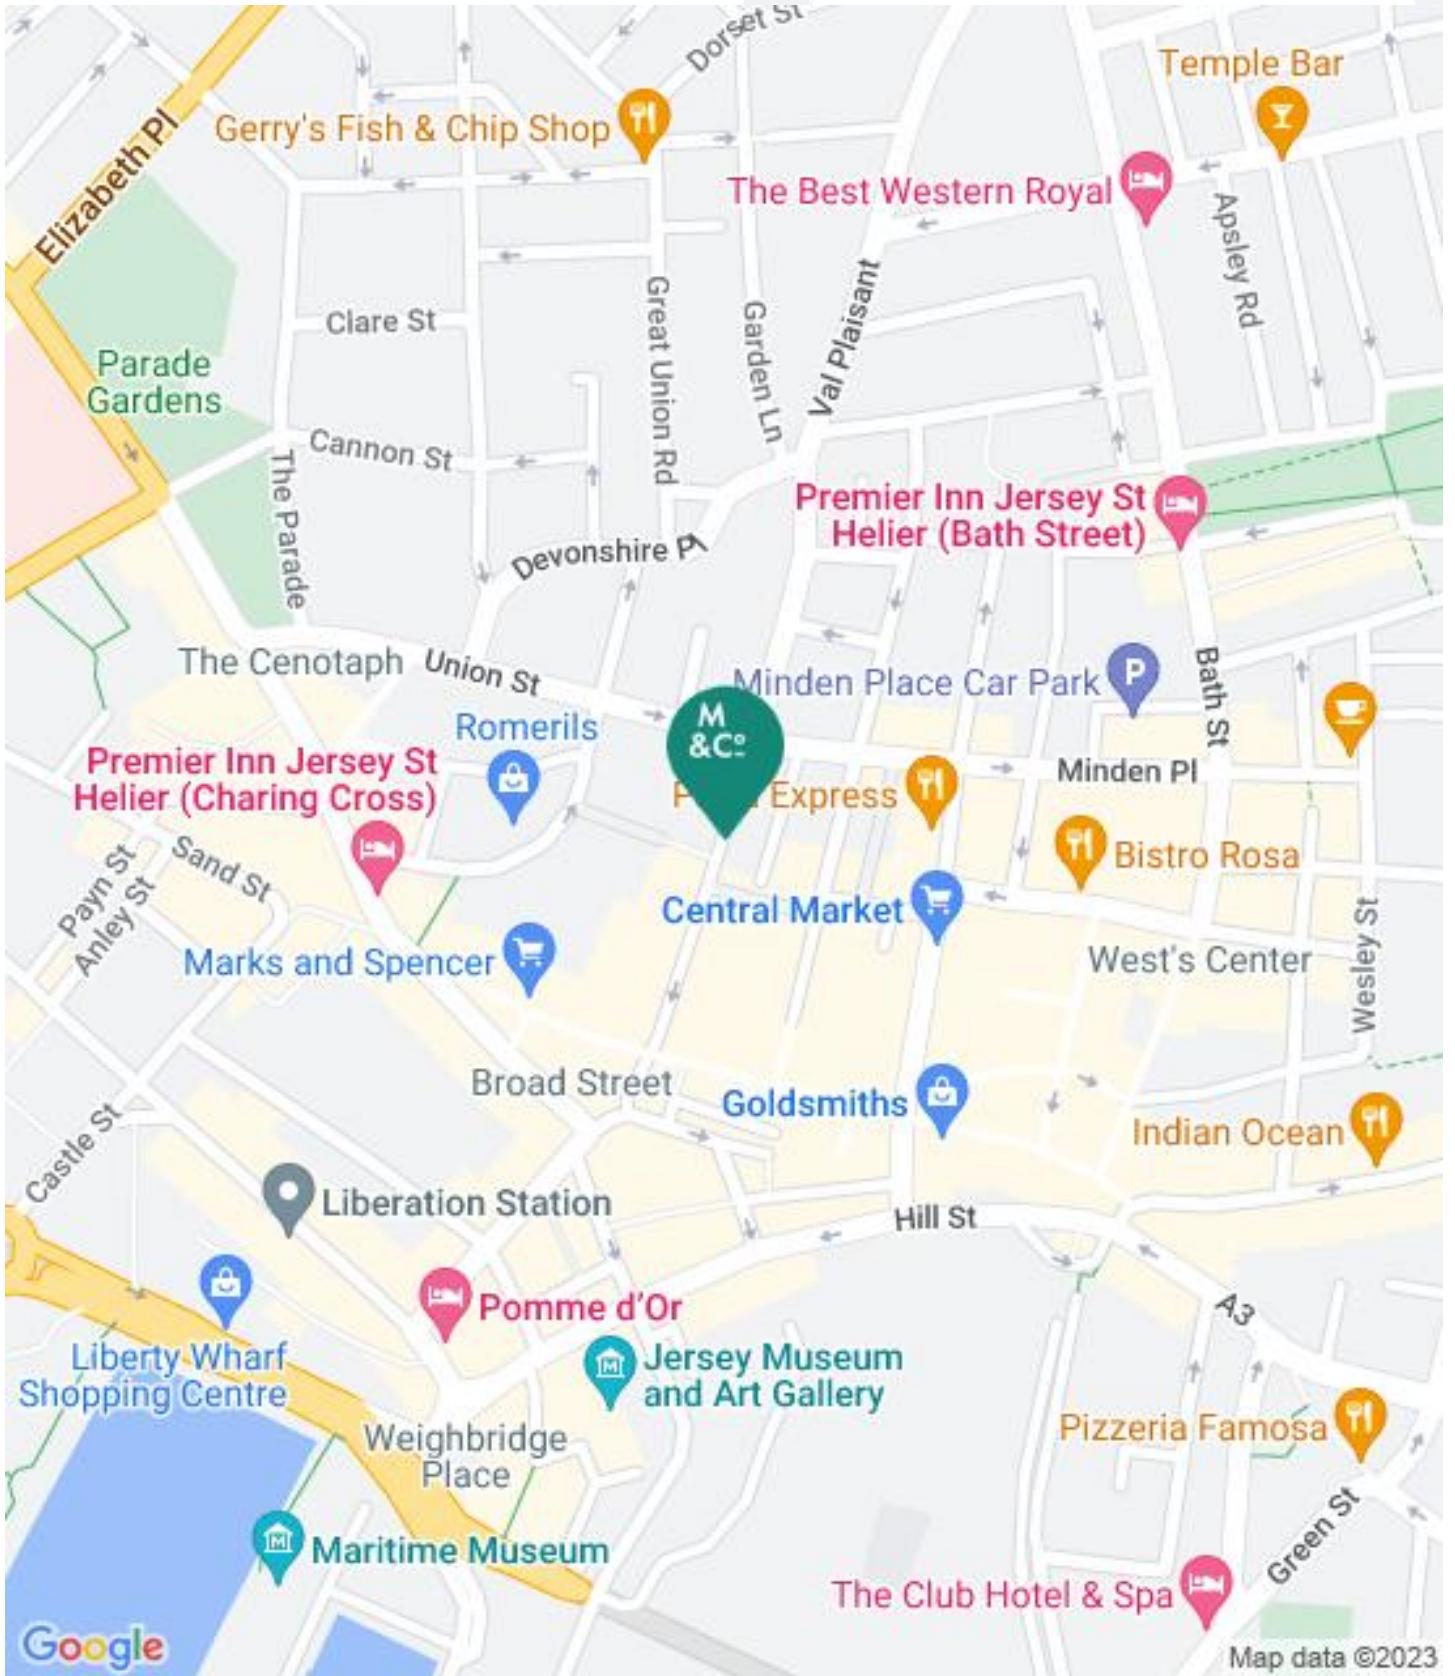 Dorset St
Temple Bar
Gerry's Fish & Chip Shop
Elizabeth Pl
The Best Western Royal
Apsley Rd
Val Plaisant
Great Union Rd
Garden Ln
Clare St
Parade
Gardens
Cannon St
The Parade
Premier Inn Jersey St
Helier (Bath Street)
Devonshire Pl
The Cenotaph
Union St
Minden Place Car Park
P
Bath St
Romerils
M
&Co
Premier Inn Jersey St
Helier (Charing Cross)
Express
Minden Pl
Sand St
Payn St
Anley St
Bistro Rosa
Central Market
Marks and Spencer
West's Center
Wesley St
Broad Street
Goldsmiths
Indian Ocean
Castle St
Liberation Station
Hill St
Pomme d'Or
A3
Liberty Wharf
Shopping Centre
Jersey Museum
and Art Gallery
Weighbridge
Place
Pizzeria Famosa
Maritime Museum
Green St
The Club Hotel & Spa
Google
Map data ©2023